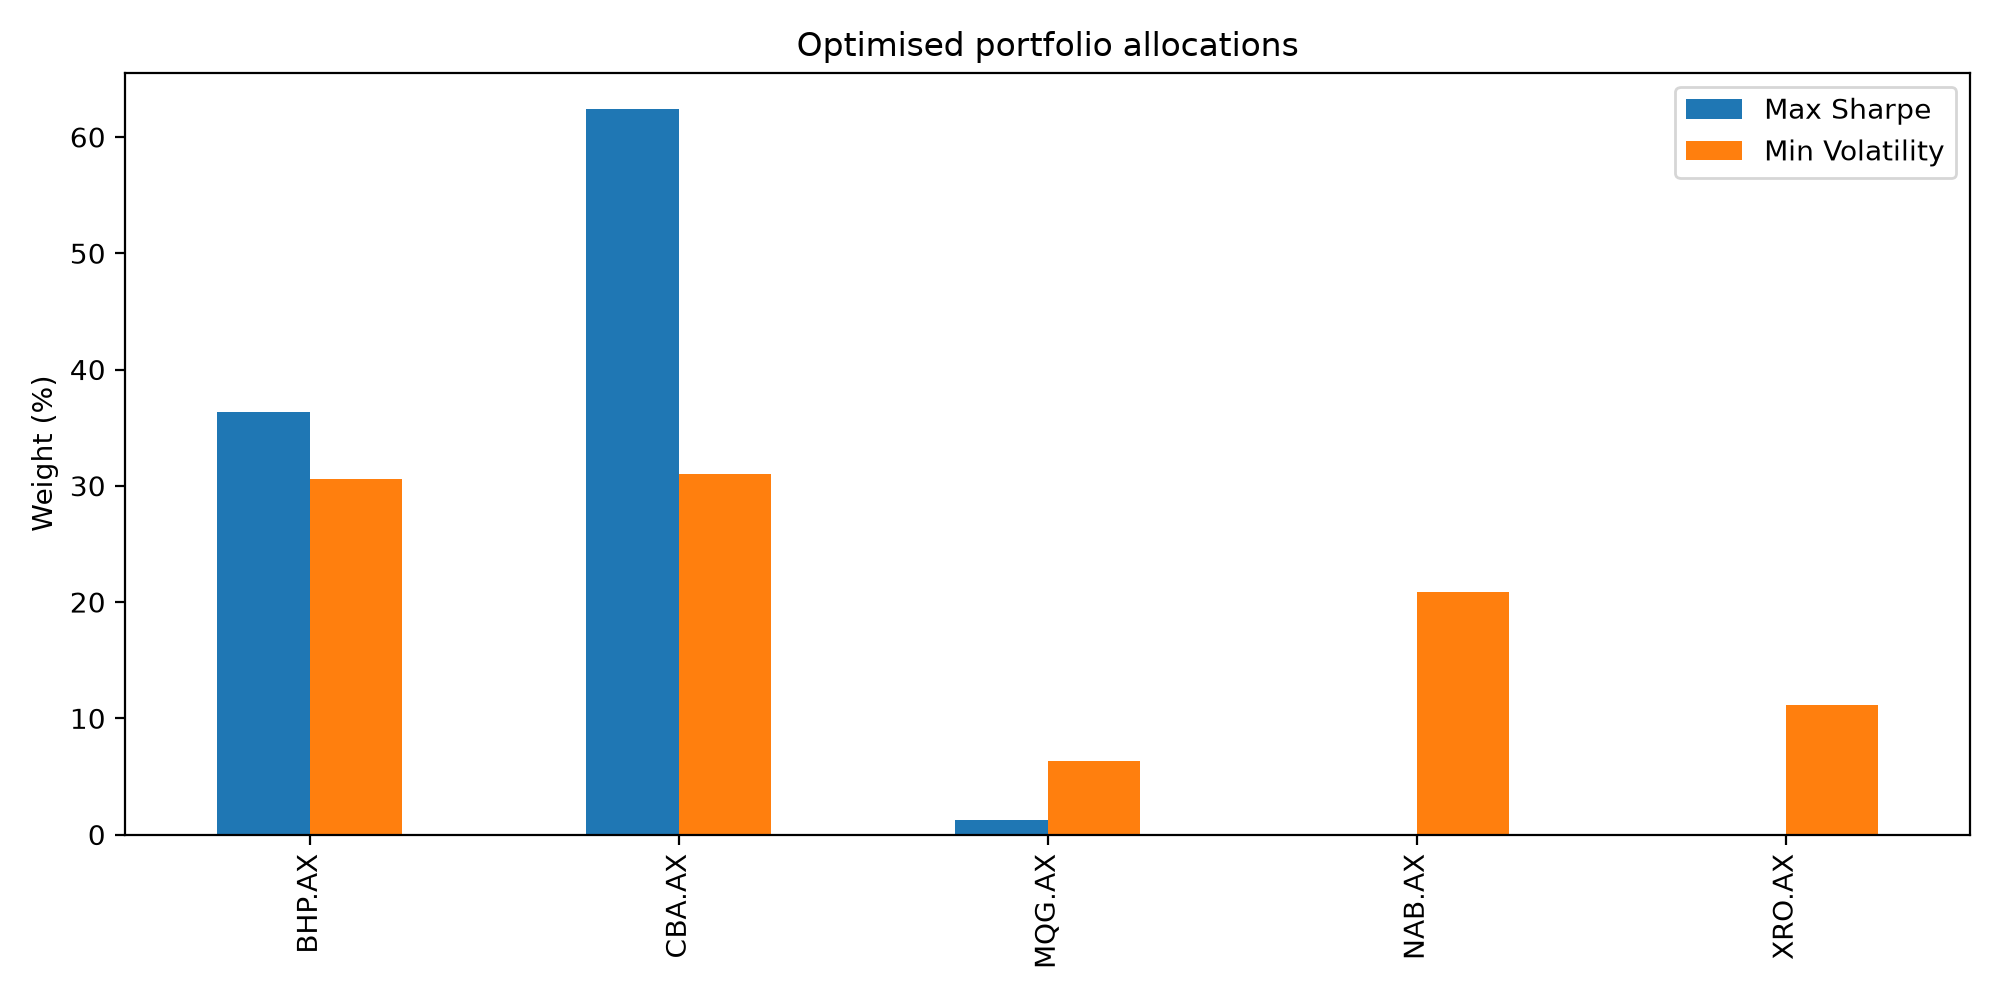 Optimised portfolio allocations
Max Sharpe
Min Volatility
Weight (%)
60
50
40
30
20
10
0
BHP.AX
CBA.AX
MQG.AX
NAB.AX
XRO.AX